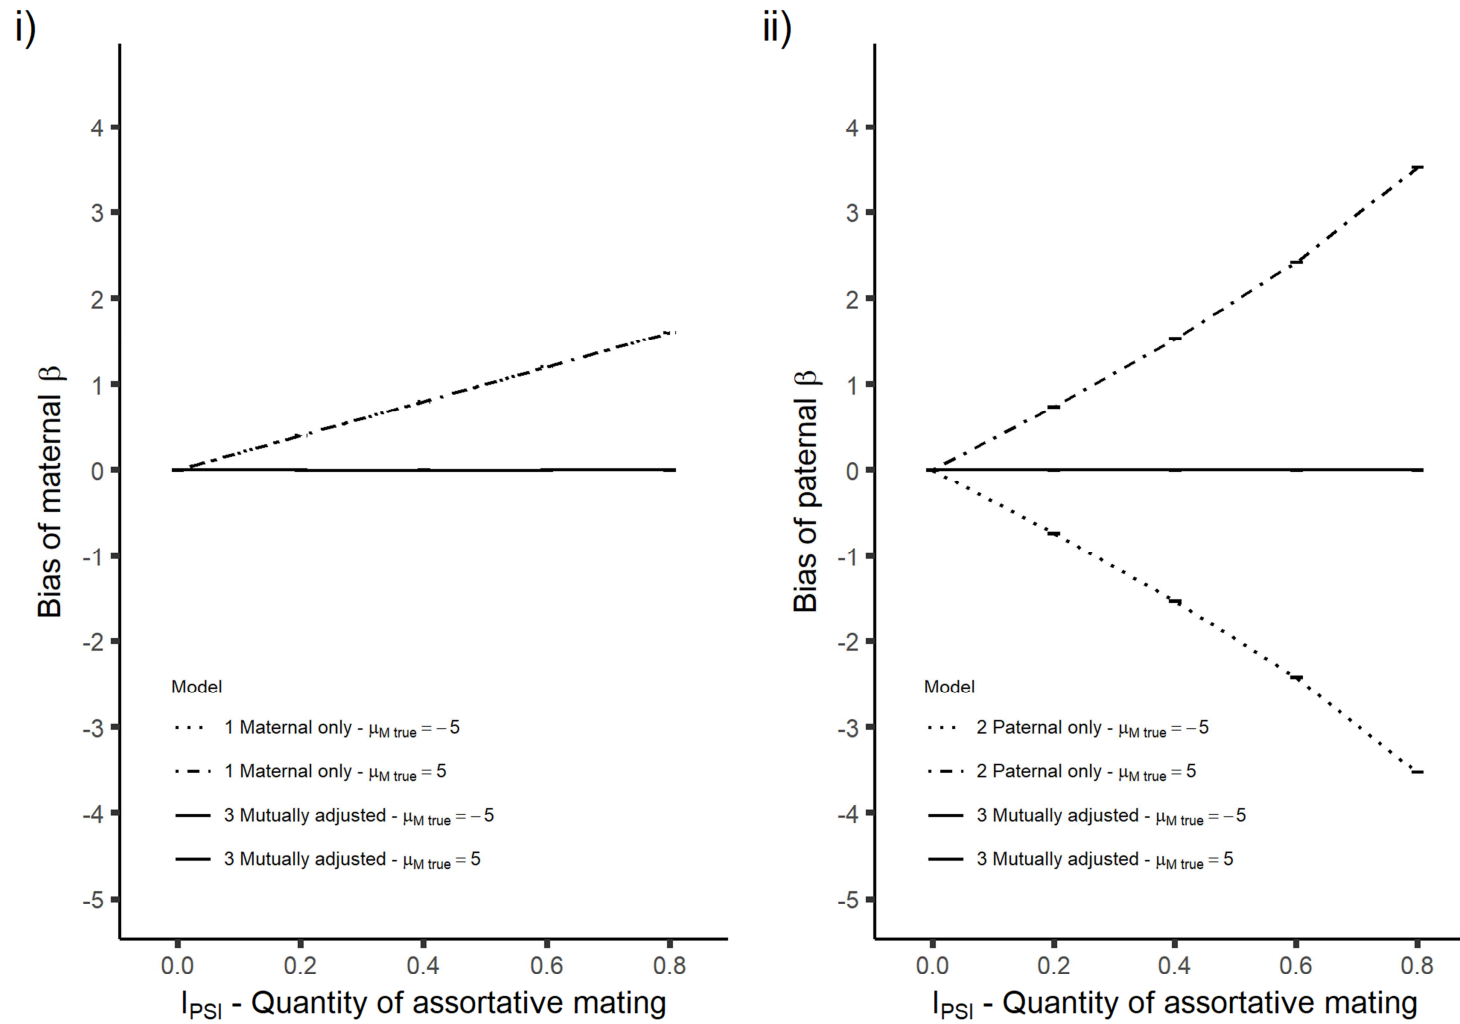 i)
Bias of maternal β
4
3
2
1
0
-1
-2
-3
-4
-5
Model
1 Maternal only - μM true = −5
1 Maternal only - μM true = 5
3 Mutually adjusted - μM true = −5
3 Mutually adjusted - μM true = 5
0.0 0.2 0.4 0.6 0.8
IPSI - Quantity of assortative mating
ii)
Bias of paternal β
4
3
2
1
0
-1
-2
-3
-4
-5
Model
2 Paternal only - μM true = −5
2 Paternal only - μM true = 5
3 Mutually adjusted - μM true = −5
3 Mutually adjusted - μM true = 5
0.0 0.2 0.4 0.6 0.8
IPSI - Quantity of assortative mating